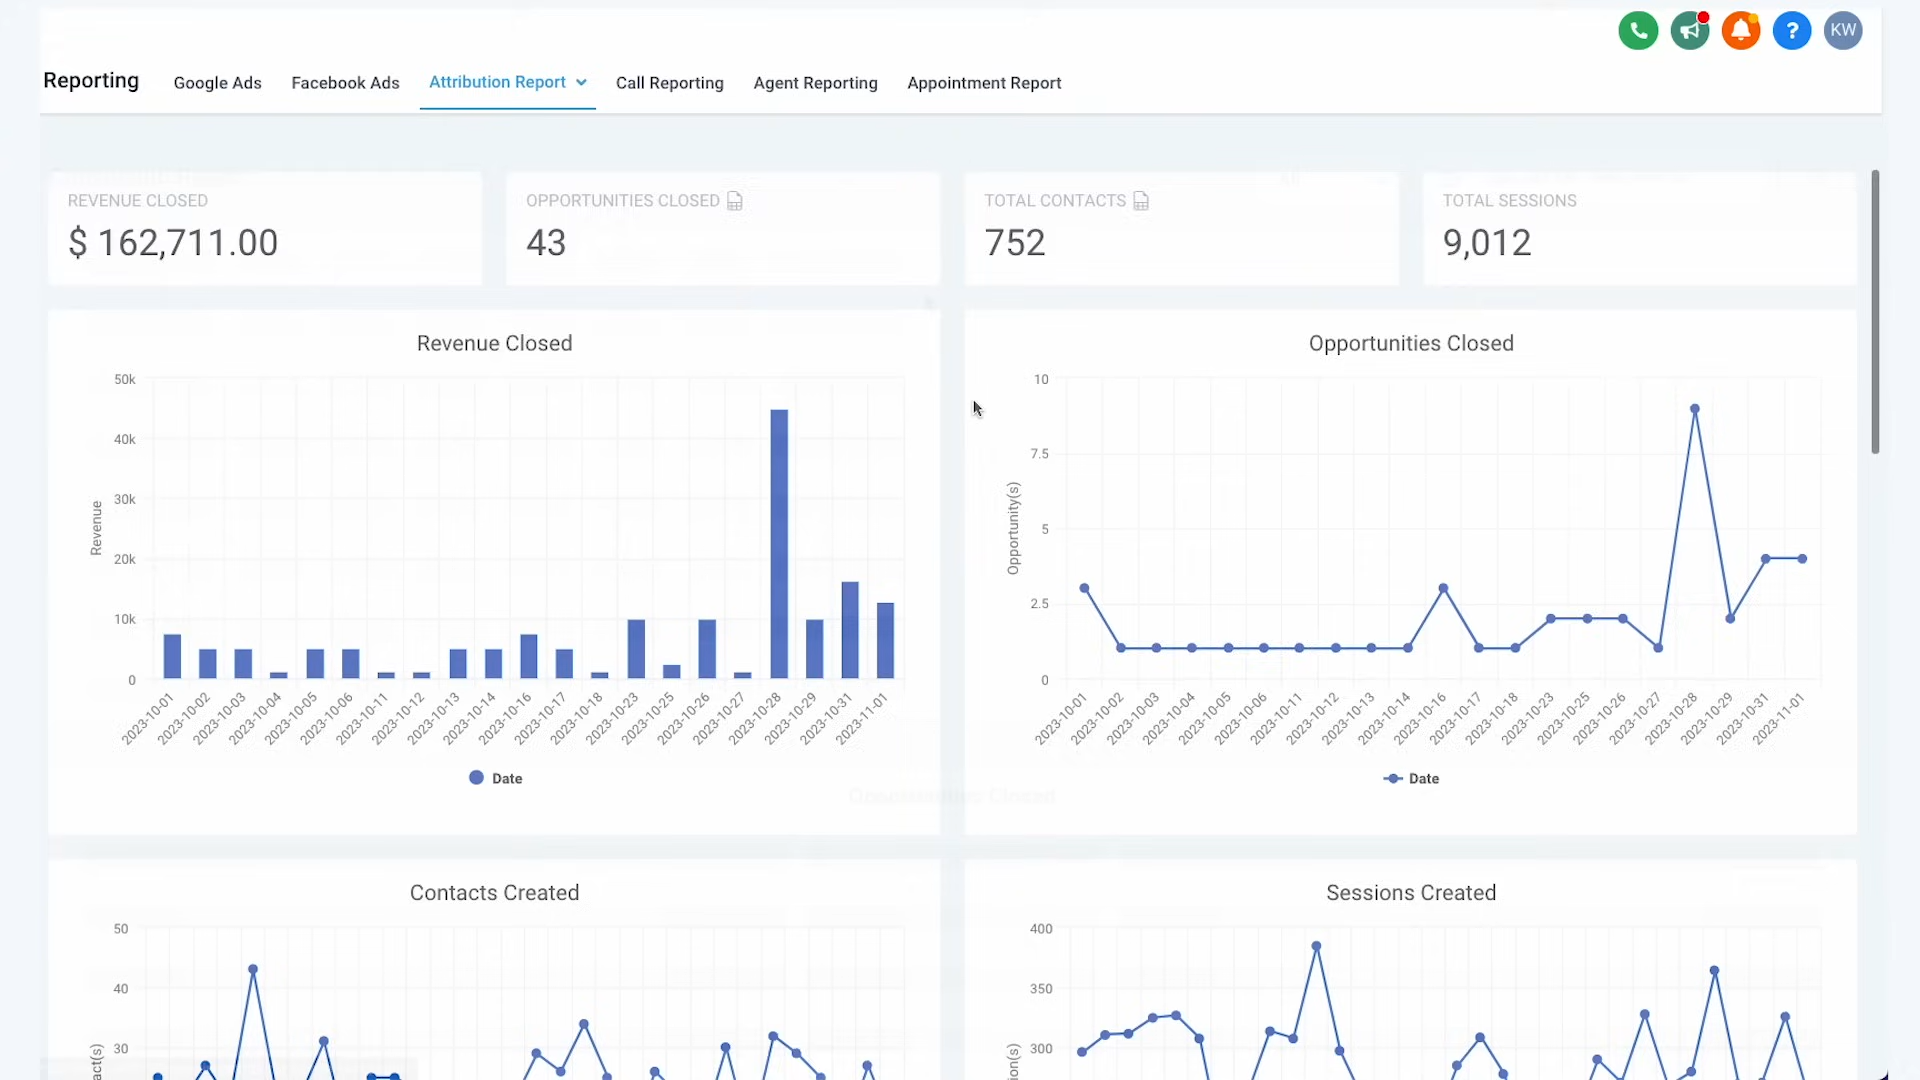 KW
Reporting
Google Ads
Facebook Ads
Attribution Report
Call Reporting
Agent Reporting
Appointment Report
REVENUE CLOSED
OPPORTUNITIES CLOSED
TOTAL CONTACTS
TOTAL SESSIONS
$ 162,711.00
43
752
9,012
Revenue Closed
50k
40k
30k
20k
10k
0
Revenue
2023-10-01
2023-10-02
2023-10-03
2023-10-04
2023-10-05
2023-10-06
2023-10-11
2023-10-12
2023-10-13
2023-10-14
2023-10-16
2023-10-17
2023-10-18
2023-10-23
2023-10-25
2023-10-26
2023-10-27
2023-10-28
2023-10-29
2023-10-31
2023-11-01
Date
Opportunities Closed
10
7.5
5
2.5
0
Opportunity(s)
2023-10-01
2023-10-02
2023-10-03
2023-10-04
2023-10-05
2023-10-06
2023-10-11
2023-10-12
2023-10-13
2023-10-14
2023-10-16
2023-10-17
2023-10-18
2023-10-23
2023-10-25
2023-10-26
2023-10-27
2023-10-28
2023-10-29
2023-10-31
2023-11-01
Date
Opportunities Closed
Contacts Created
50
40
30
act(s)
Sessions Created
400
350
300
ion(s)